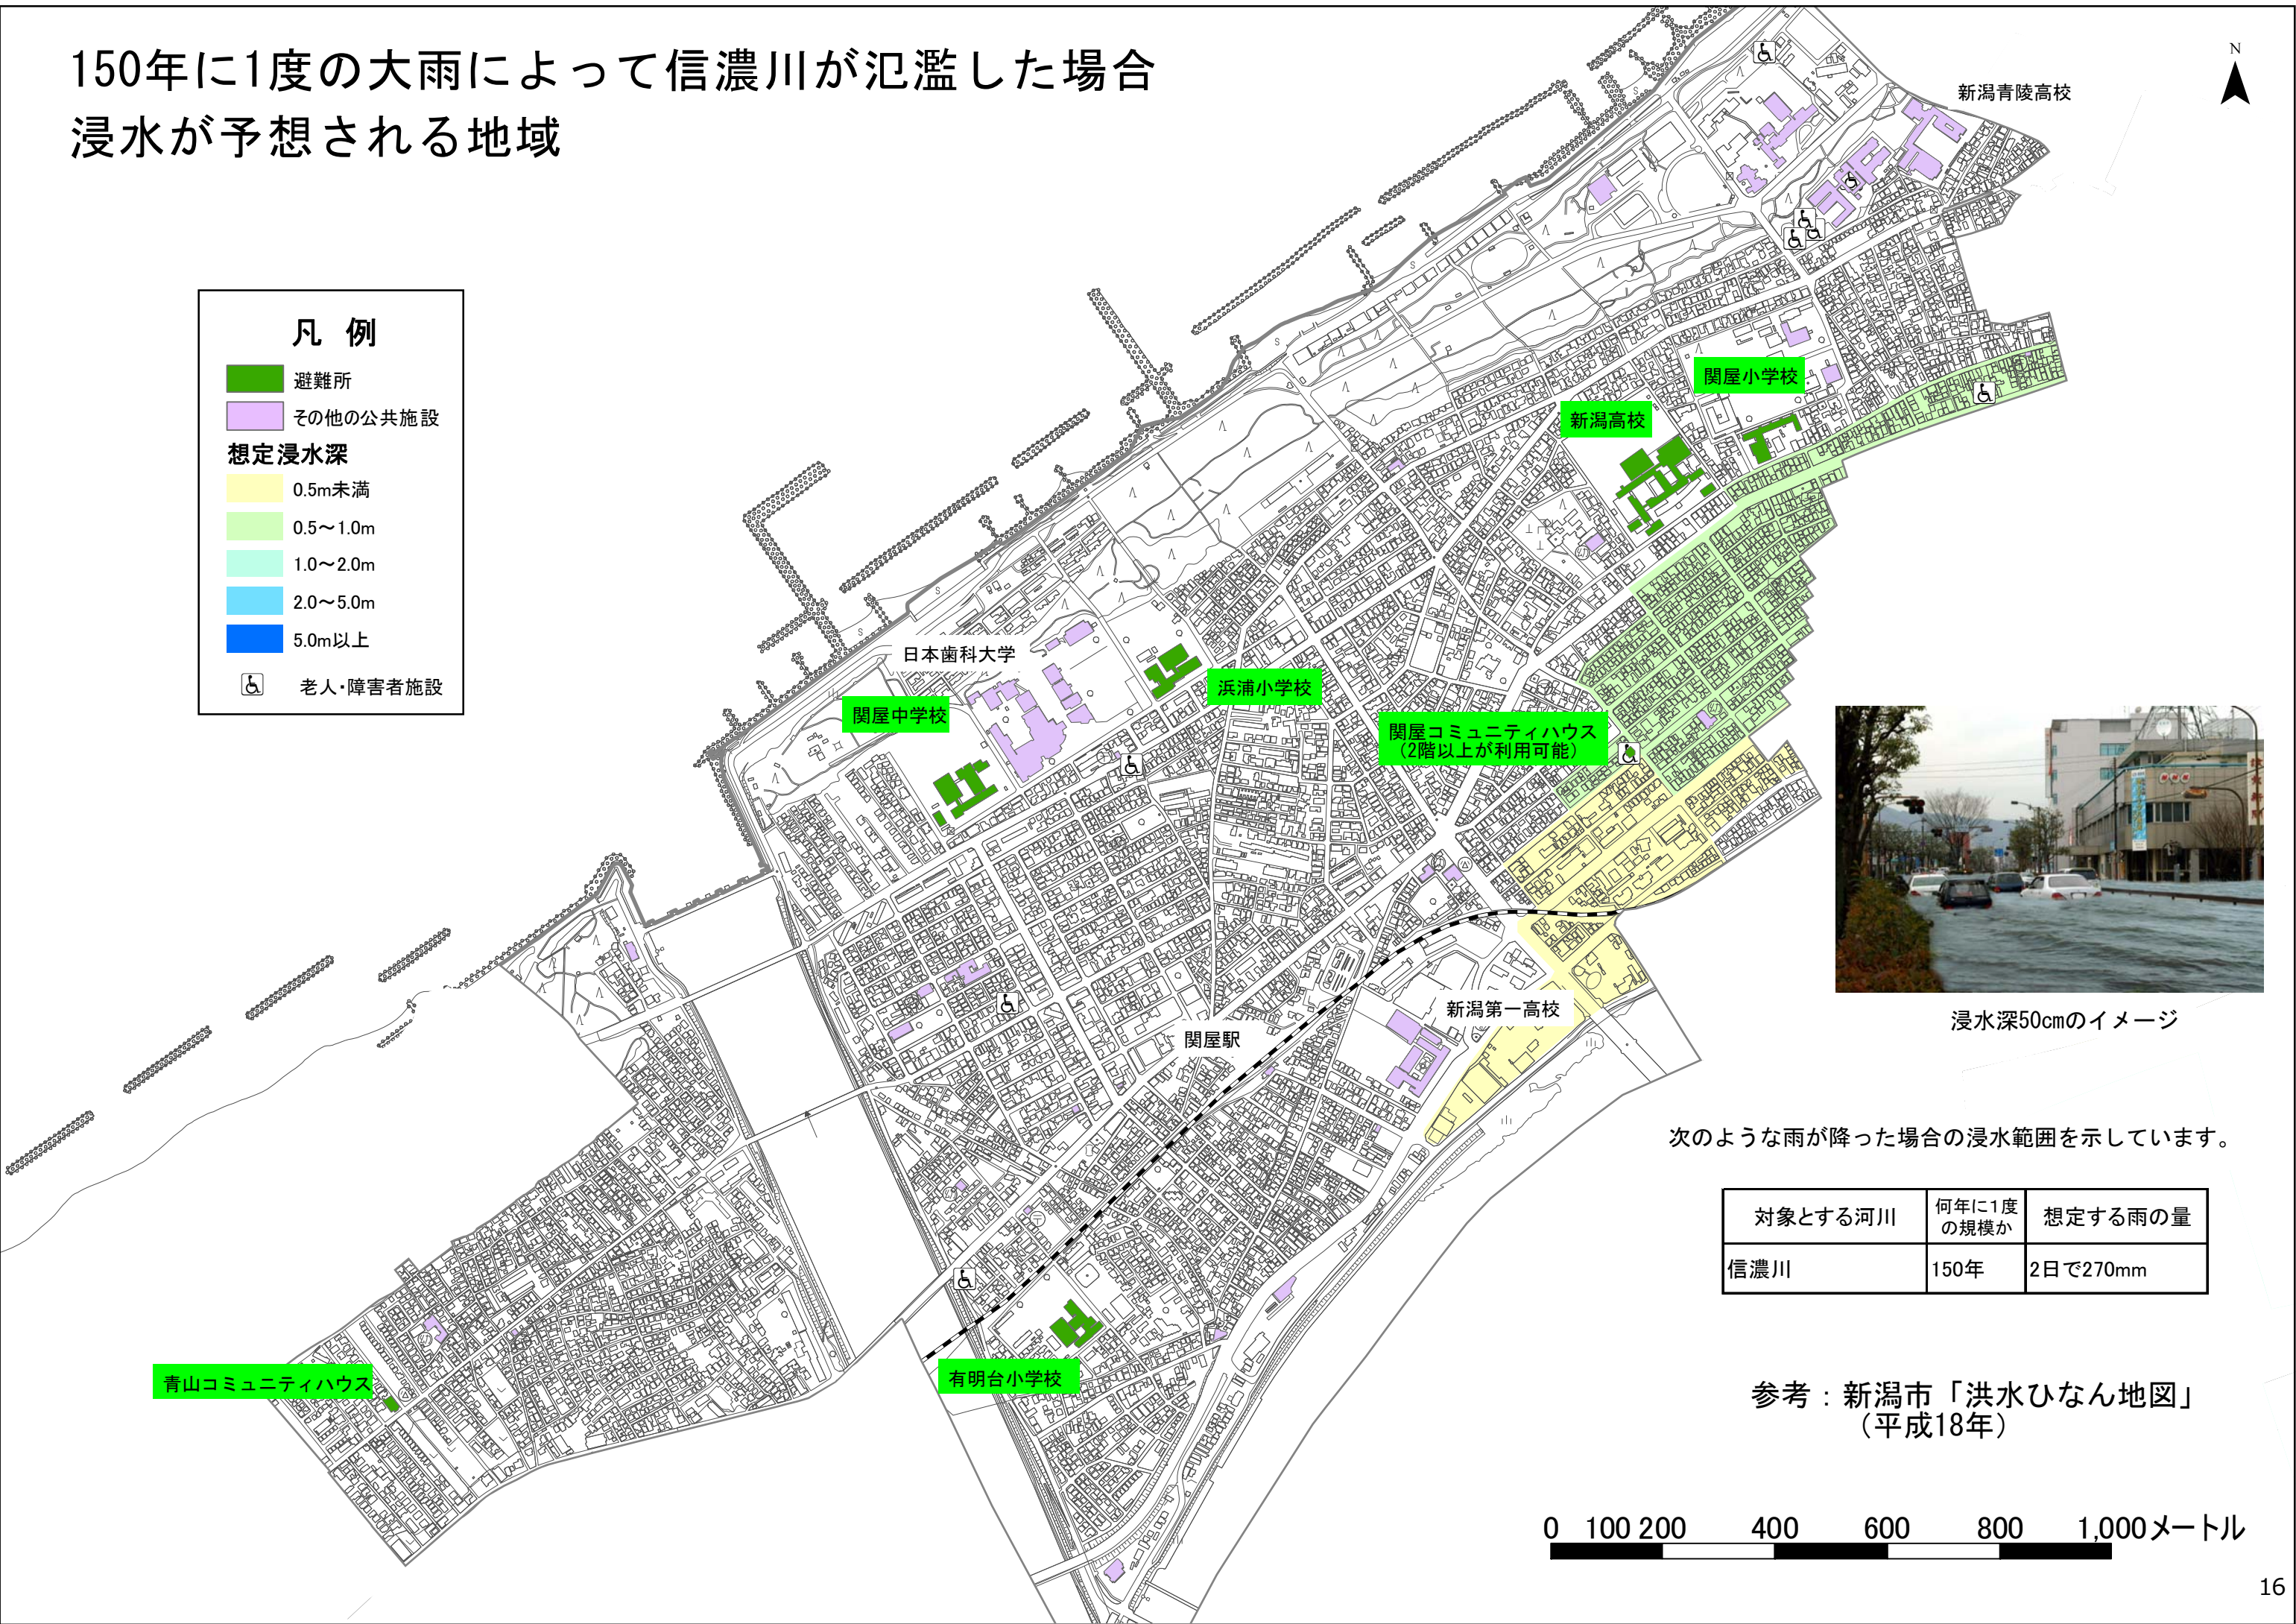 150年に1度の大雨によって信濃川が氾濫した場合
浸水が予想される地域
N
新潟青陵高校
凡 例
避難所
その他の公共施設
想定浸水深
0.5m未満
0.5～1.0m
1.0～2.0m
2.0～5.0m
5.0m以上
老人・障害者施設
関屋小学校
新潟高校
日本歯科大学
浜浦小学校
関屋中学校
関屋コミュニティハウス
（2階以上が利用可能）
新潟第一高校
関屋駅
浸水深50cmのイメージ
次のような雨が降った場合の浸水範囲を示しています。
対象とする河川
何年に1度
の規模か
想定する雨の量
信濃川
150年
2日で270mm
青山コミュニティハウス
有明台小学校
参考：新潟市「洪水ひなん地図」
（平成18年）
0 100 200 400 600 800 1,000メートル
16